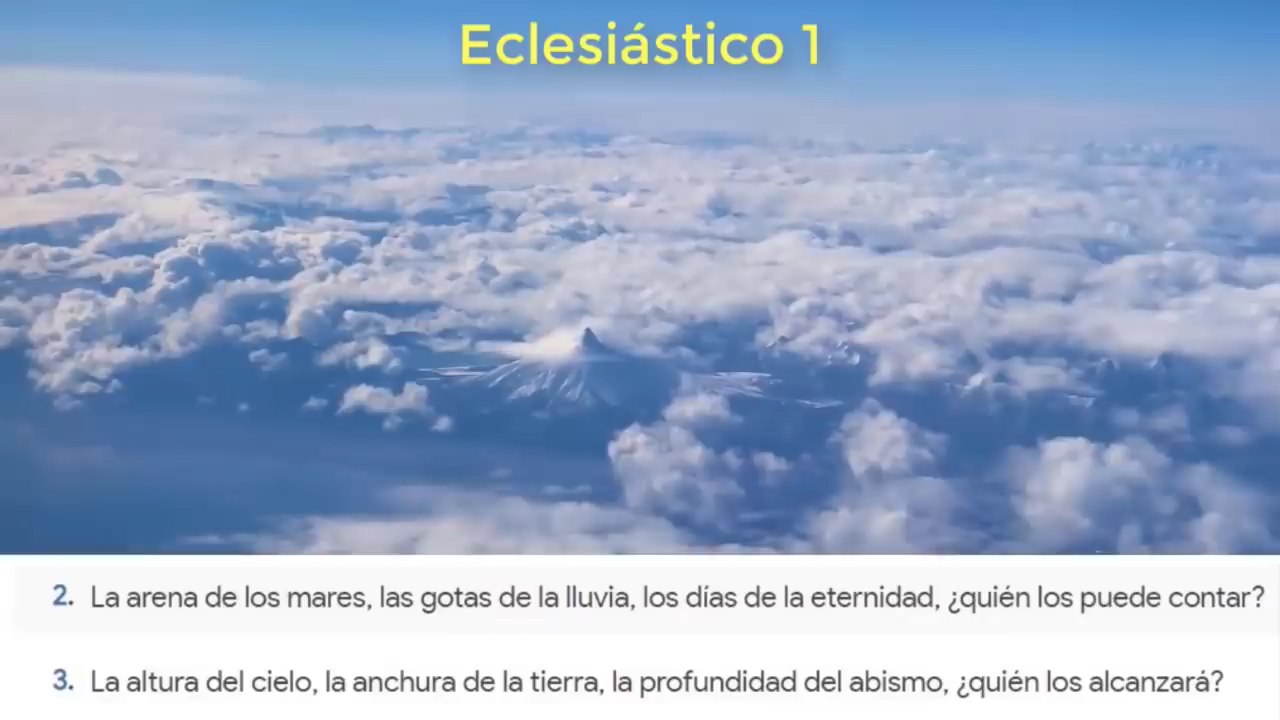 Eclesiástico 1
2. La arena de los mares, las gotas de la lluvia, los días de la eternidad, ¿quién los puede contar?
3. La altura del cielo, la anchura de la tierra, la profundidad del abismo, ¿quién los alcanzará?